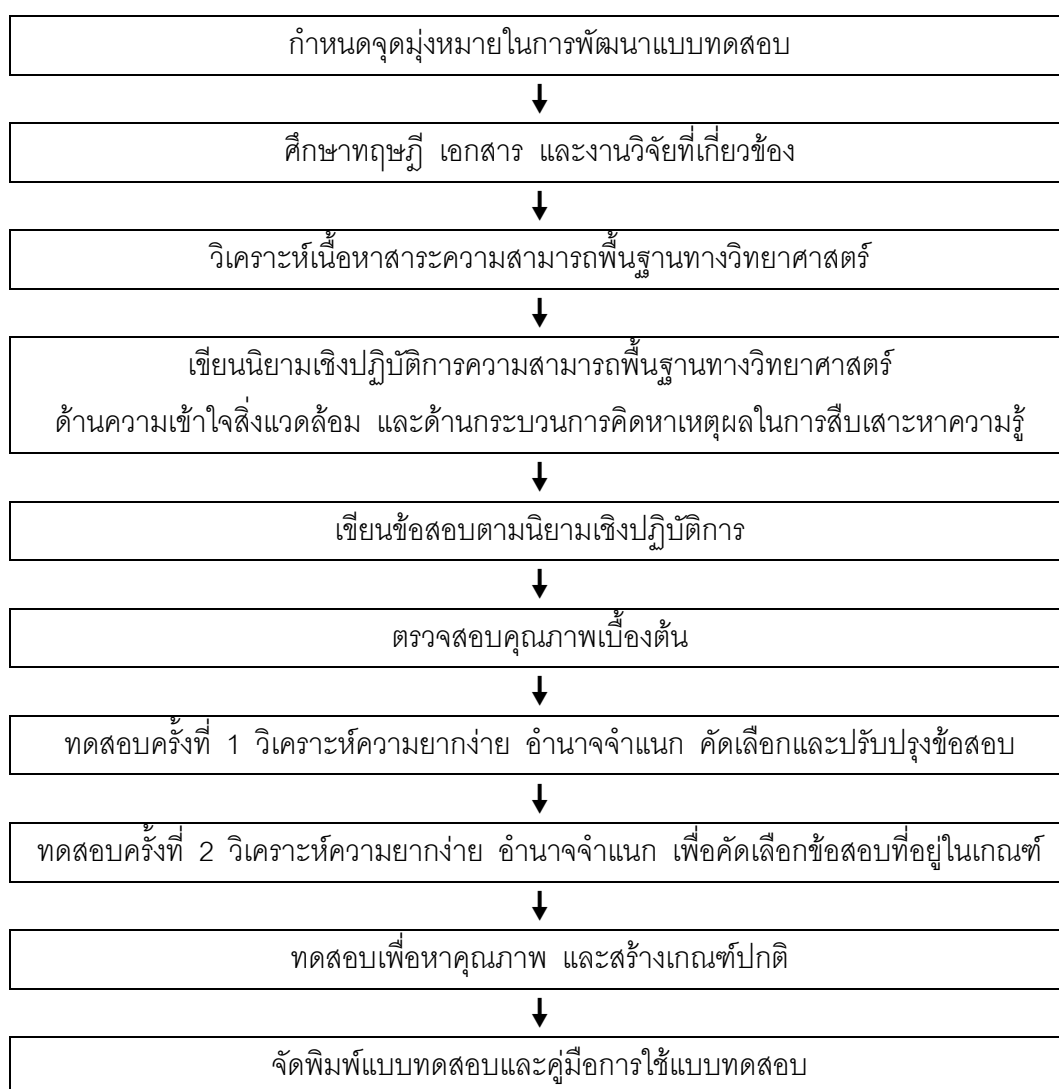 กำหนดจุดมุ่งหมายในการพัฒนาแบบทดสอบ
ศึกษาทฤษฎี เอกสาร และงานวิจัยที่เกี่ยวข้อง
วิเคราะห์เนื้อหาสาระความสามารถพื้นฐานทางวิทยาศาสตร์
เขียนนิยามเชิงปฏิบัติการความสามารถพื้นฐานทางวิทยาศาสตร์
ด้านความเข้าใจสิ่งแวดล้อม และด้านกระบวนการคิดหาเหตุผลในการสืบเสาะหาความรู้
เขียนข้อสอบตามนิยามเชิงปฏิบัติการ
ตรวจสอบคุณภาพเบื้องต้น
ทดสอบครั้งที่ 1 วิเคราะห์ความยากง่าย อำนาจจำแนก คัดเลือกและปรับปรุงข้อสอบ
ทดสอบครั้งที่ 2 วิเคราะห์ความยากง่าย อำนาจจำแนก เพื่อคัดเลือกข้อสอบที่อยู่ในเกณฑ์
ทดสอบเพื่อหาคุณภาพ และสร้างเกณฑ์ปกติ
จัดพิมพ์แบบทดสอบและคู่มือการใช้แบบทดสอบ